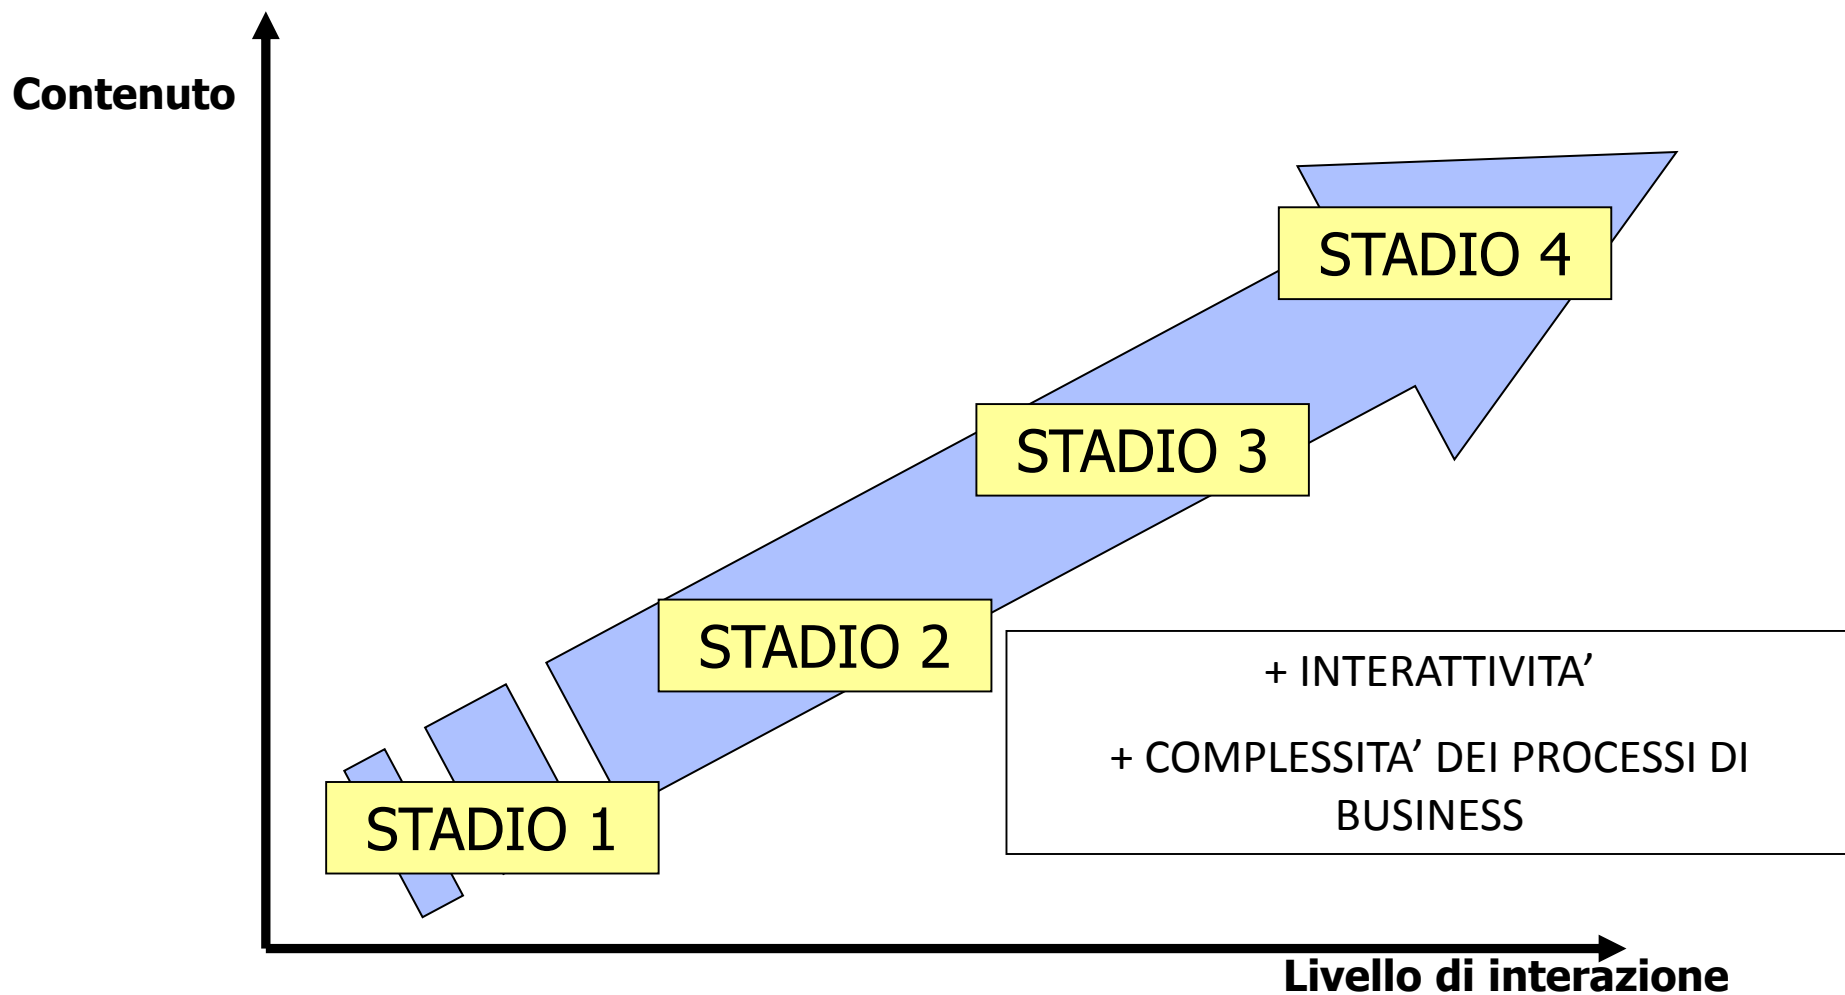 Contenuto
STADIO 4
STADIO 3
STADIO 2
+ INTERATTIVITA’
+ COMPLESSITA’ DEI PROCESSI DI
BUSINESS
STADIO 1
Livello di interazione